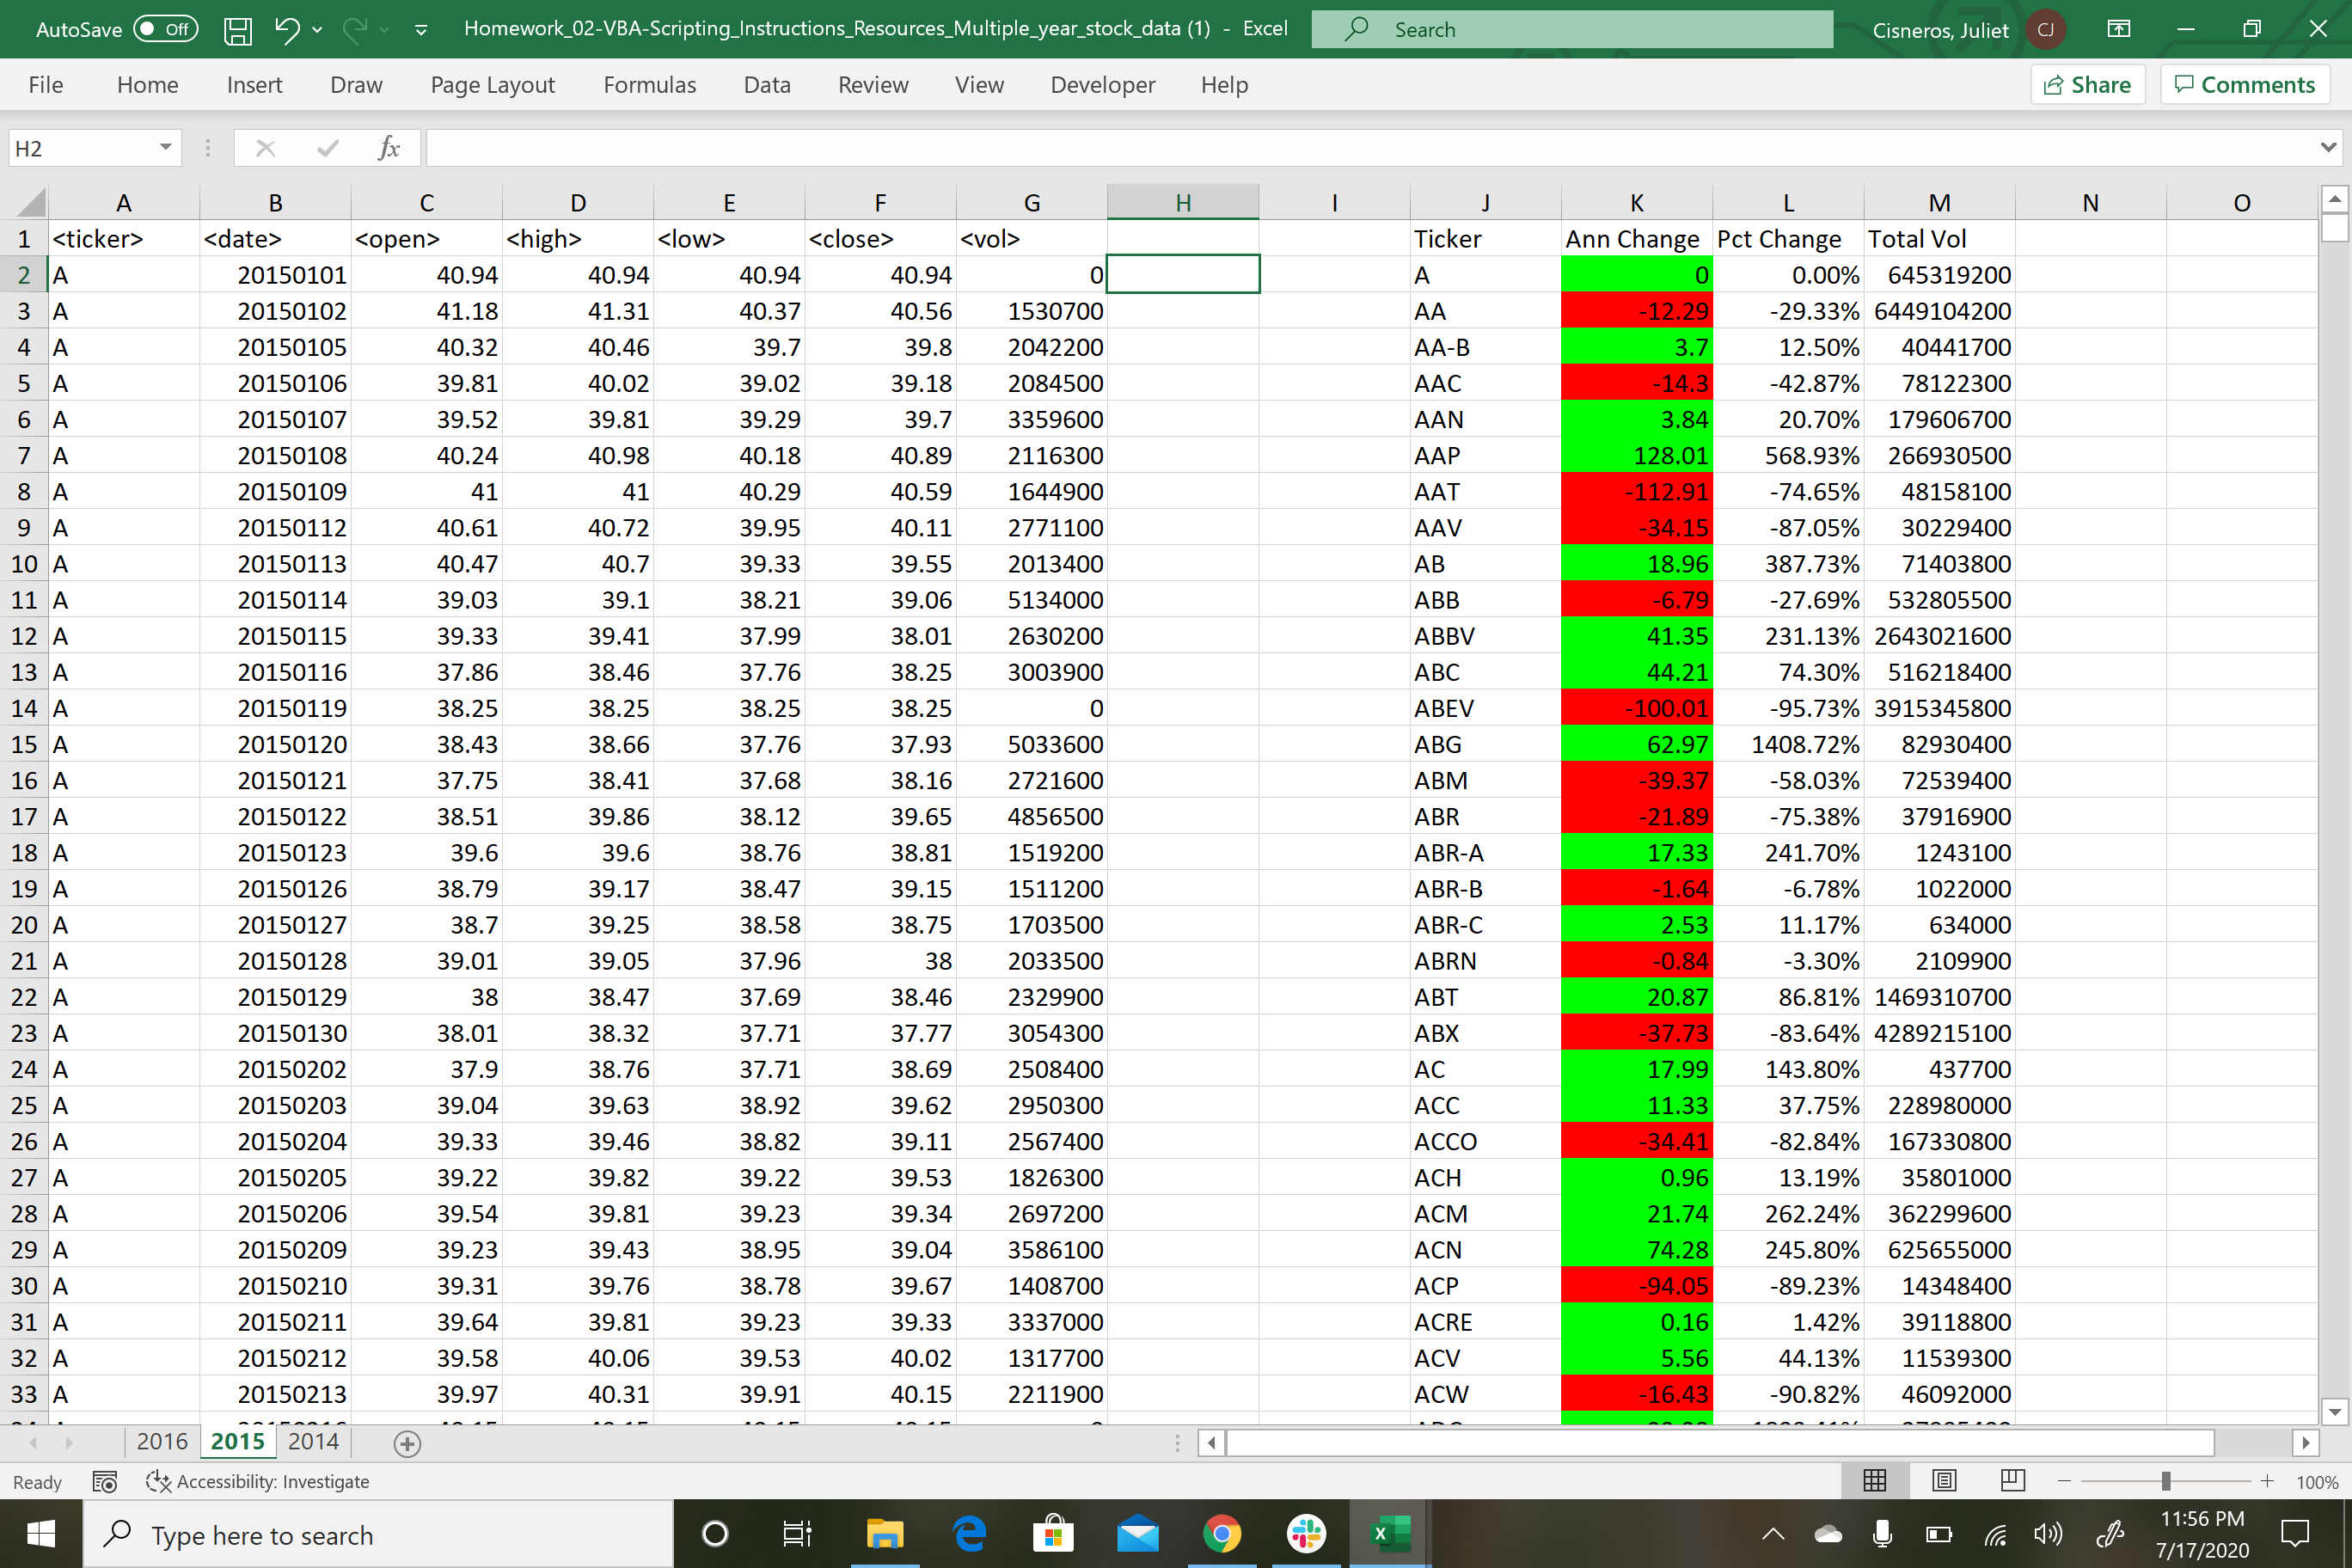 AutoSave Off Homework_02-VBA-Scripting_Instructions_Resources_Multiple_year_stock_data (1) - Excel Search Cisneros, Juliet CJ
File Home Insert Draw Page Layout Formulas Data Review View Developer Help Share Comments
H2 fx
A B C D E F G H I J K L M N O
1 <ticker> <date> <open> <high> <low> <close> <vol> Ticker Ann Change Pct Change Total Vol
2 A 20150101 40.94 40.94 40.94 40.94 0 A 0 0.00% 645319200
3 A 20150102 41.18 41.31 40.37 40.56 1530700 AA -12.29 -29.33% 6449104200
4 A 20150105 40.32 40.46 39.7 39.8 2042200 AA-B 3.7 12.50% 40441700
5 A 20150106 39.81 40.02 39.02 39.18 2084500 AAC -14.3 -42.87% 78122300
6 A 20150107 39.52 39.81 39.29 39.7 3359600 AAN 3.84 20.70% 179606700
7 A 20150108 40.24 40.98 40.18 40.89 2116300 AAP 128.01 568.93% 266930500
8 A 20150109 41 41 40.29 40.59 1644900 AAT -112.91 -74.65% 48158100
9 A 20150112 40.61 40.72 39.95 40.11 2771100 AAV -34.15 -87.05% 30229400
10 A 20150113 40.47 40.7 39.33 39.55 2013400 AB 18.96 387.73% 71403800
11 A 20150114 39.03 39.1 38.21 39.06 5134000 ABB -6.79 -27.69% 532805500
12 A 20150115 39.33 39.41 37.99 38.01 2630200 ABBV 41.35 231.13% 2643021600
13 A 20150116 37.86 38.46 37.76 38.25 3003900 ABC 44.21 74.30% 516218400
14 A 20150119 38.25 38.25 38.25 38.25 0 ABEV -100.01 -95.73% 3915345800
15 A 20150120 38.43 38.66 37.76 37.93 5033600 ABG 62.97 1408.72% 82930400
16 A 20150121 37.75 38.41 37.68 38.16 2721600 ABM -39.37 -58.03% 72539400
17 A 20150122 38.51 39.86 38.12 39.65 4856500 ABR -21.89 -75.38% 37916900
18 A 20150123 39.6 39.6 38.76 38.81 1519200 ABR-A 17.33 241.70% 1243100
19 A 20150126 38.79 39.17 38.47 39.15 1511200 ABR-B -1.64 -6.78% 1022000
20 A 20150127 38.7 39.25 38.58 38.75 1703500 ABR-C 2.53 11.17% 634000
21 A 20150128 39.01 39.05 37.96 38 2033500 ABRN -0.84 -3.30% 2109900
22 A 20150129 38 38.47 37.69 38.46 2329900 ABT 20.87 86.81% 1469310700
23 A 20150130 38.01 38.32 37.71 37.77 3054300 ABX -37.73 -83.64% 4289215100
24 A 20150202 37.9 38.76 37.71 38.69 2508400 AC 17.99 143.80% 437700
25 A 20150203 39.04 39.63 38.92 39.62 2950300 ACC 11.33 37.75% 228980000
26 A 20150204 39.33 39.46 38.82 39.11 2567400 ACCO -34.41 -82.84% 167330800
27 A 20150205 39.22 39.82 39.22 39.53 1826300 ACH 0.96 13.19% 35801000
28 A 20150206 39.54 39.81 39.23 39.34 2697200 ACM 21.74 262.24% 362299600
29 A 20150209 39.23 39.43 38.95 39.04 3586100 ACN 74.28 245.80% 625655000
30 A 20150210 39.31 39.76 38.78 39.67 1408700 ACP -94.05 -89.23% 14348400
31 A 20150211 39.64 39.81 39.23 39.33 3337000 ACRE 0.16 1.42% 39118800
32 A 20150212 39.58 40.06 39.53 40.02 1317700 ACV 5.56 44.13% 11539300
33 A 20150213 39.97 40.31 39.91 40.15 2211900 ACW -16.43 -90.82% 46092000
2016 2015 2014
Ready Accessibility: Investigate 100%
Type here to search 11:56 PM
7/17/2020